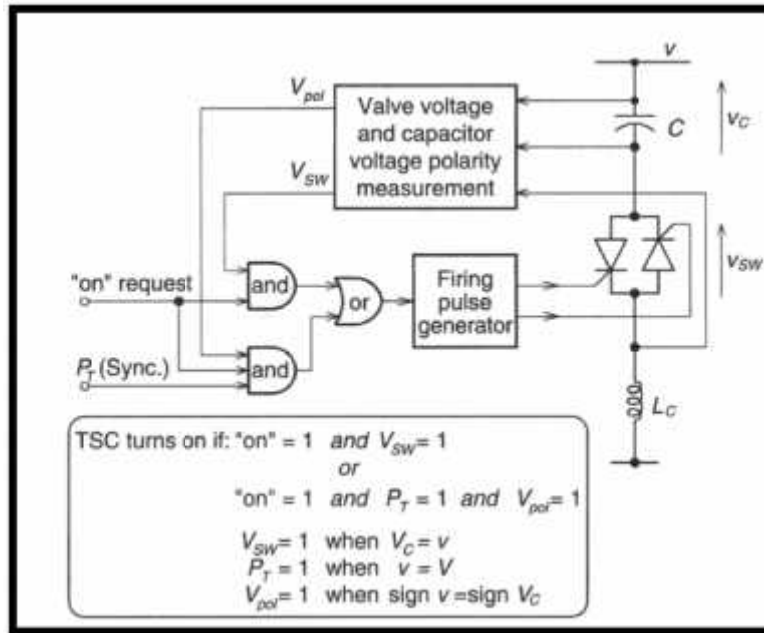 v
V_pol
Valve voltage
and capacitor
voltage polarity
measurement
C
v_C
V_SW
"on" request
and
or
Firing
pulse
generator
v_SW
P_T (Sync.)
and
L_C
TSC turns on if: "on" = 1 and V_SW = 1
or
"on" = 1 and P_T = 1 and V_pol = 1
V_SW = 1 when V_C = v
P_T = 1 when v = V
V_pol = 1 when sign v = sign V_C